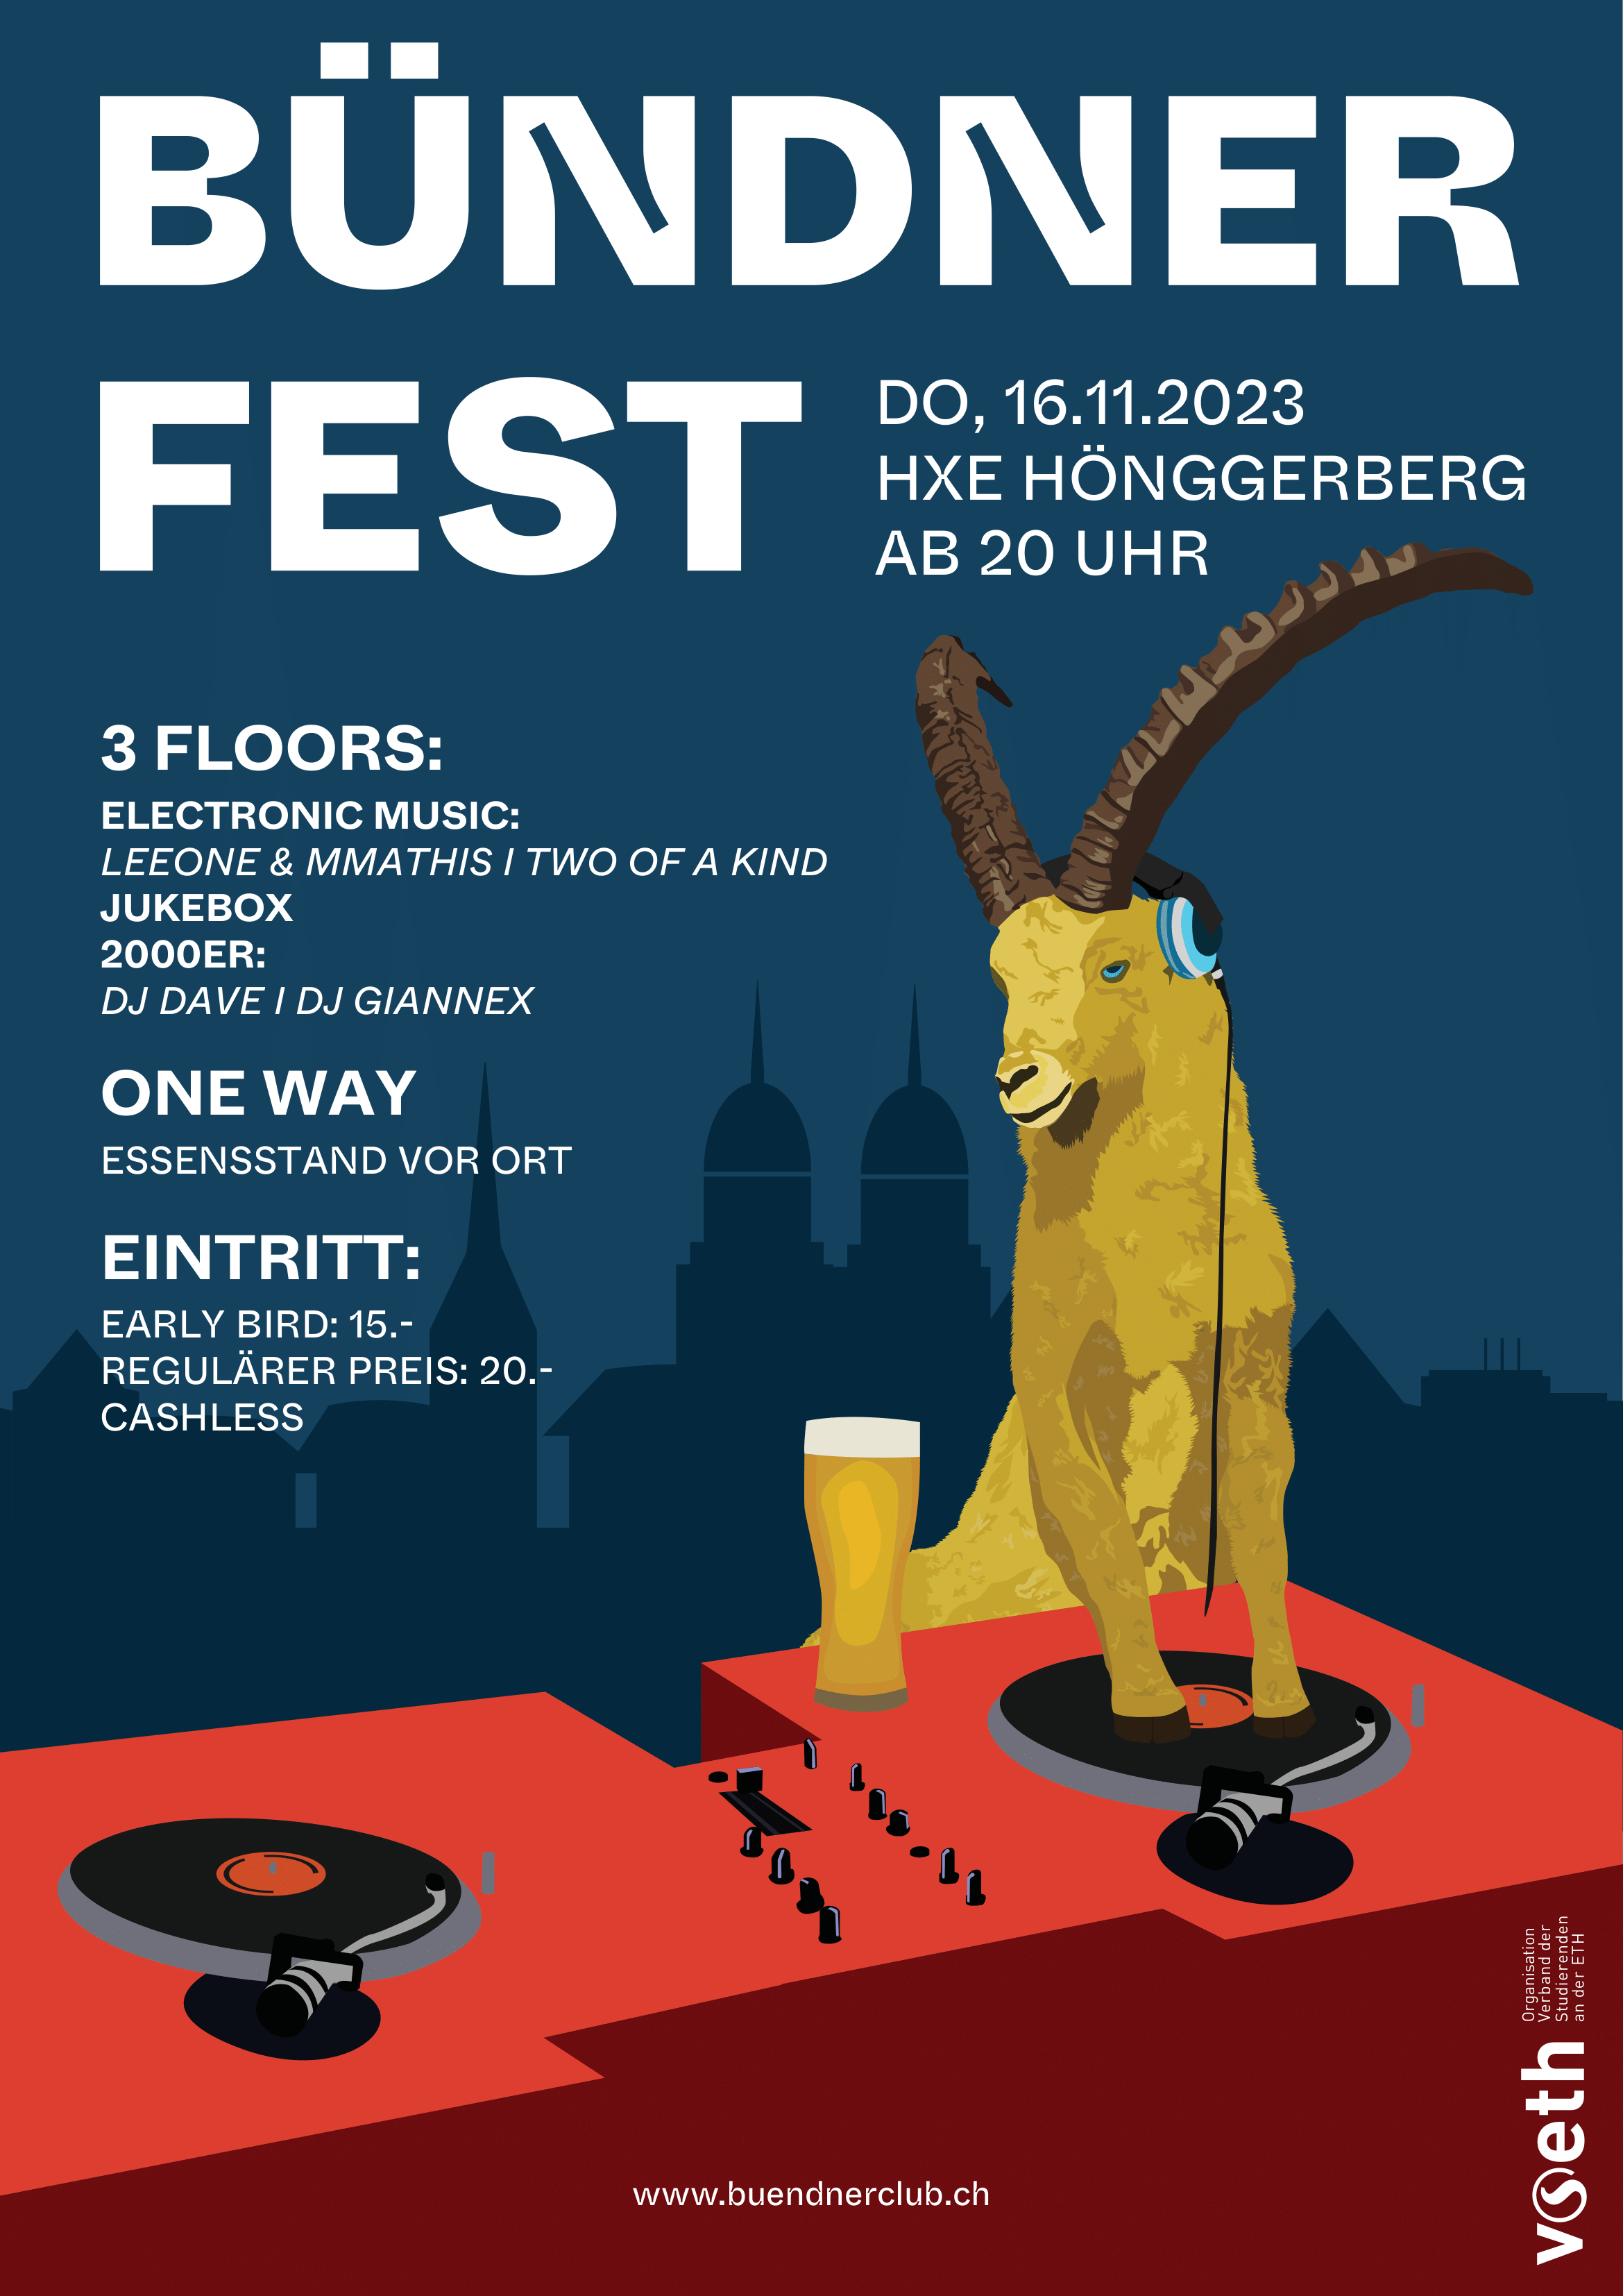 BÜNDNER
FEST
DO, 16.11.2023
HXE HÖNGGERBERG
AB 20 UHR
3 FLOORS:
ELECTRONIC MUSIC:
LEEONE & MMATHIS I TWO OF A KIND
JUKEBOX
2000ER:
DJ DAVE I DJ GIANNEX
ONE WAY
ESSENSSTAND VOR ORT
EINTRITT:
EARLY BIRD: 15.-
REGULÄRER PREIS: 20.-
CASHLESS
www.buendnerclub.ch
vseth
Organisation
Verband der
Studierenden
an der ETH